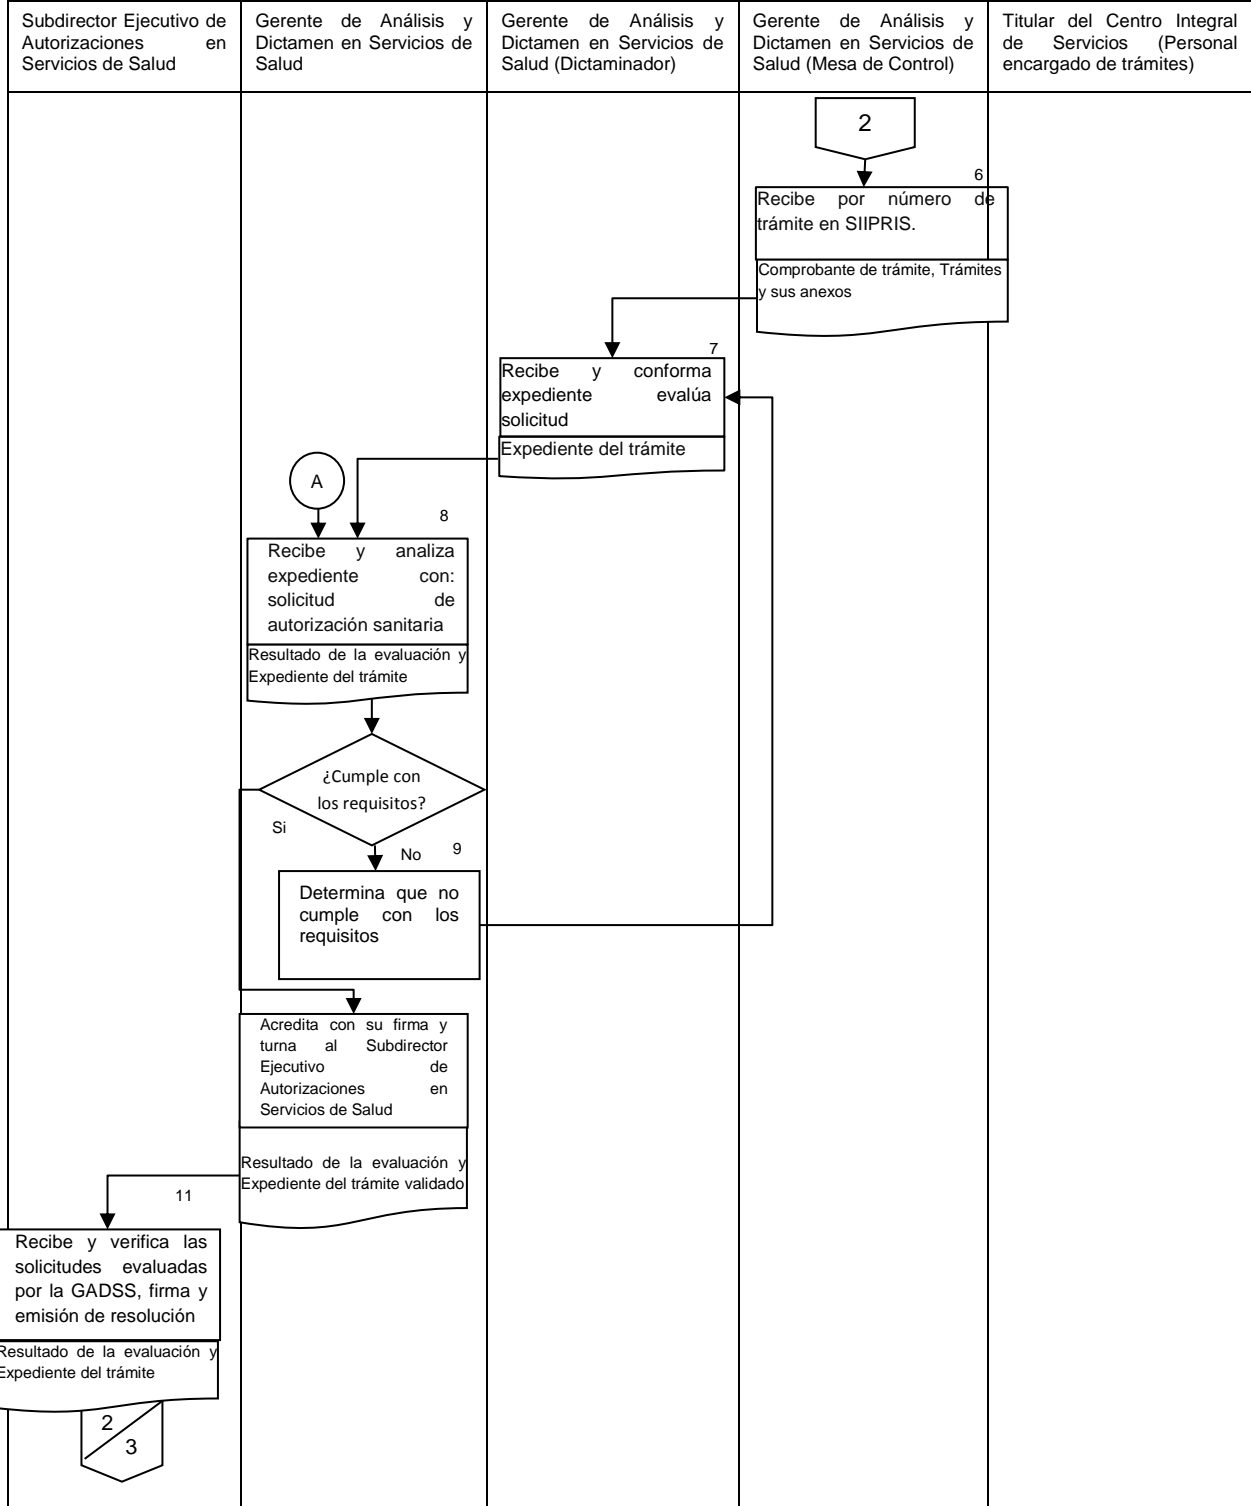 Subdirector Ejecutivo de
Autorizaciones en
Servicios de Salud
Gerente de Análisis y
Dictamen en Servicios de
Salud
Gerente de Análisis y
Dictamen en Servicios de
Salud (Dictaminador)
Gerente de Análisis y
Dictamen en Servicios de
Salud (Mesa de Control)
Titular del Centro Integral
de Servicios (Personal
encargado de trámites)
2
6
Recibe por número de
trámite en SIIPRIS.
Comprobante de trámite, Trámites
y sus anexos
7
Recibe y conforma
expediente evalúa
solicitud
Expediente del trámite
A
8
Recibe y analiza
expediente con:
solicitud de
autorización sanitaria
Resultado de la evaluación y
Expediente del trámite
¿Cumple con
los requisitos?
Si
No
9
Determina que no
cumple con los
requisitos
Acredita con su firma y
turna al Subdirector
Ejecutivo de
Autorizaciones en
Servicios de Salud
Resultado de la evaluación y
Expediente del trámite validado
11
Recibe y verifica las
solicitudes evaluadas
por la GADSS, firma y
emisión de resolución
Resultado de la evaluación y
Expediente del trámite
2
3